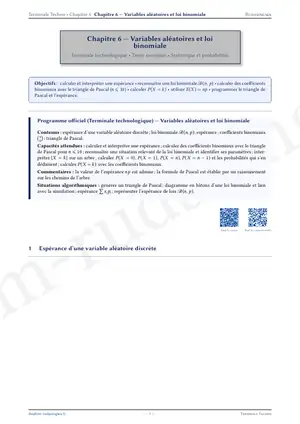 Terminale Techno • Chapitre 6 Chapitre 6 — Variables aléatoires et loi binomiale
Chapitre 6 — Variables aléatoires et loi
binomiale
Terminale technologique • Tronc commun • Statistique et probabilités
Objectifs : calculer et interpréter une espérance • reconnaître une loi binomiale B(n, p) • calculer des coefficients
binomiaux avec le triangle de Pascal (n ≤ 10) • calculer P(X = k) • utiliser E(X) = np • programmer le triangle de
Pascal et l'espérance.
Programme officiel (Terminale technologique) — Variables aléatoires et loi binomiale
Contenus : espérance d'une variable aléatoire discrète ; loi binomiale B(n, p) ; espérance ; coefficients binomiaux
(n k) ; triangle de Pascal.
Capacités attendues : calculer et interpréter une espérance ; calculer des coefficients binomiaux avec le triangle
de Pascal pour n ≤ 10 ; reconnaître une situation relevant de la loi binomiale et identifier ses paramètres ; inter-
préter {X = k} sur un arbre ; calculer P(X = 0), P(X = 1), P(X = n), P(X = n − 1) et les probabilités qui s'en
déduisent ; calculer P(X = k) avec les coefficients binomiaux.
Commentaires : la valeur de l'espérance np est admise ; la formule de Pascal est établie par un raisonnement
sur les chemins de l'arbre.
Situations algorithmiques : générer un triangle de Pascal ; diagramme en bâtons d'une loi binomiale et lien
avec la simulation ; espérance ∑ xᵢpᵢ ; représenter l'espérance de lois B(n, p).
1 Espérance d'une variable aléatoire discrète
— 1 —
Terminale Techno